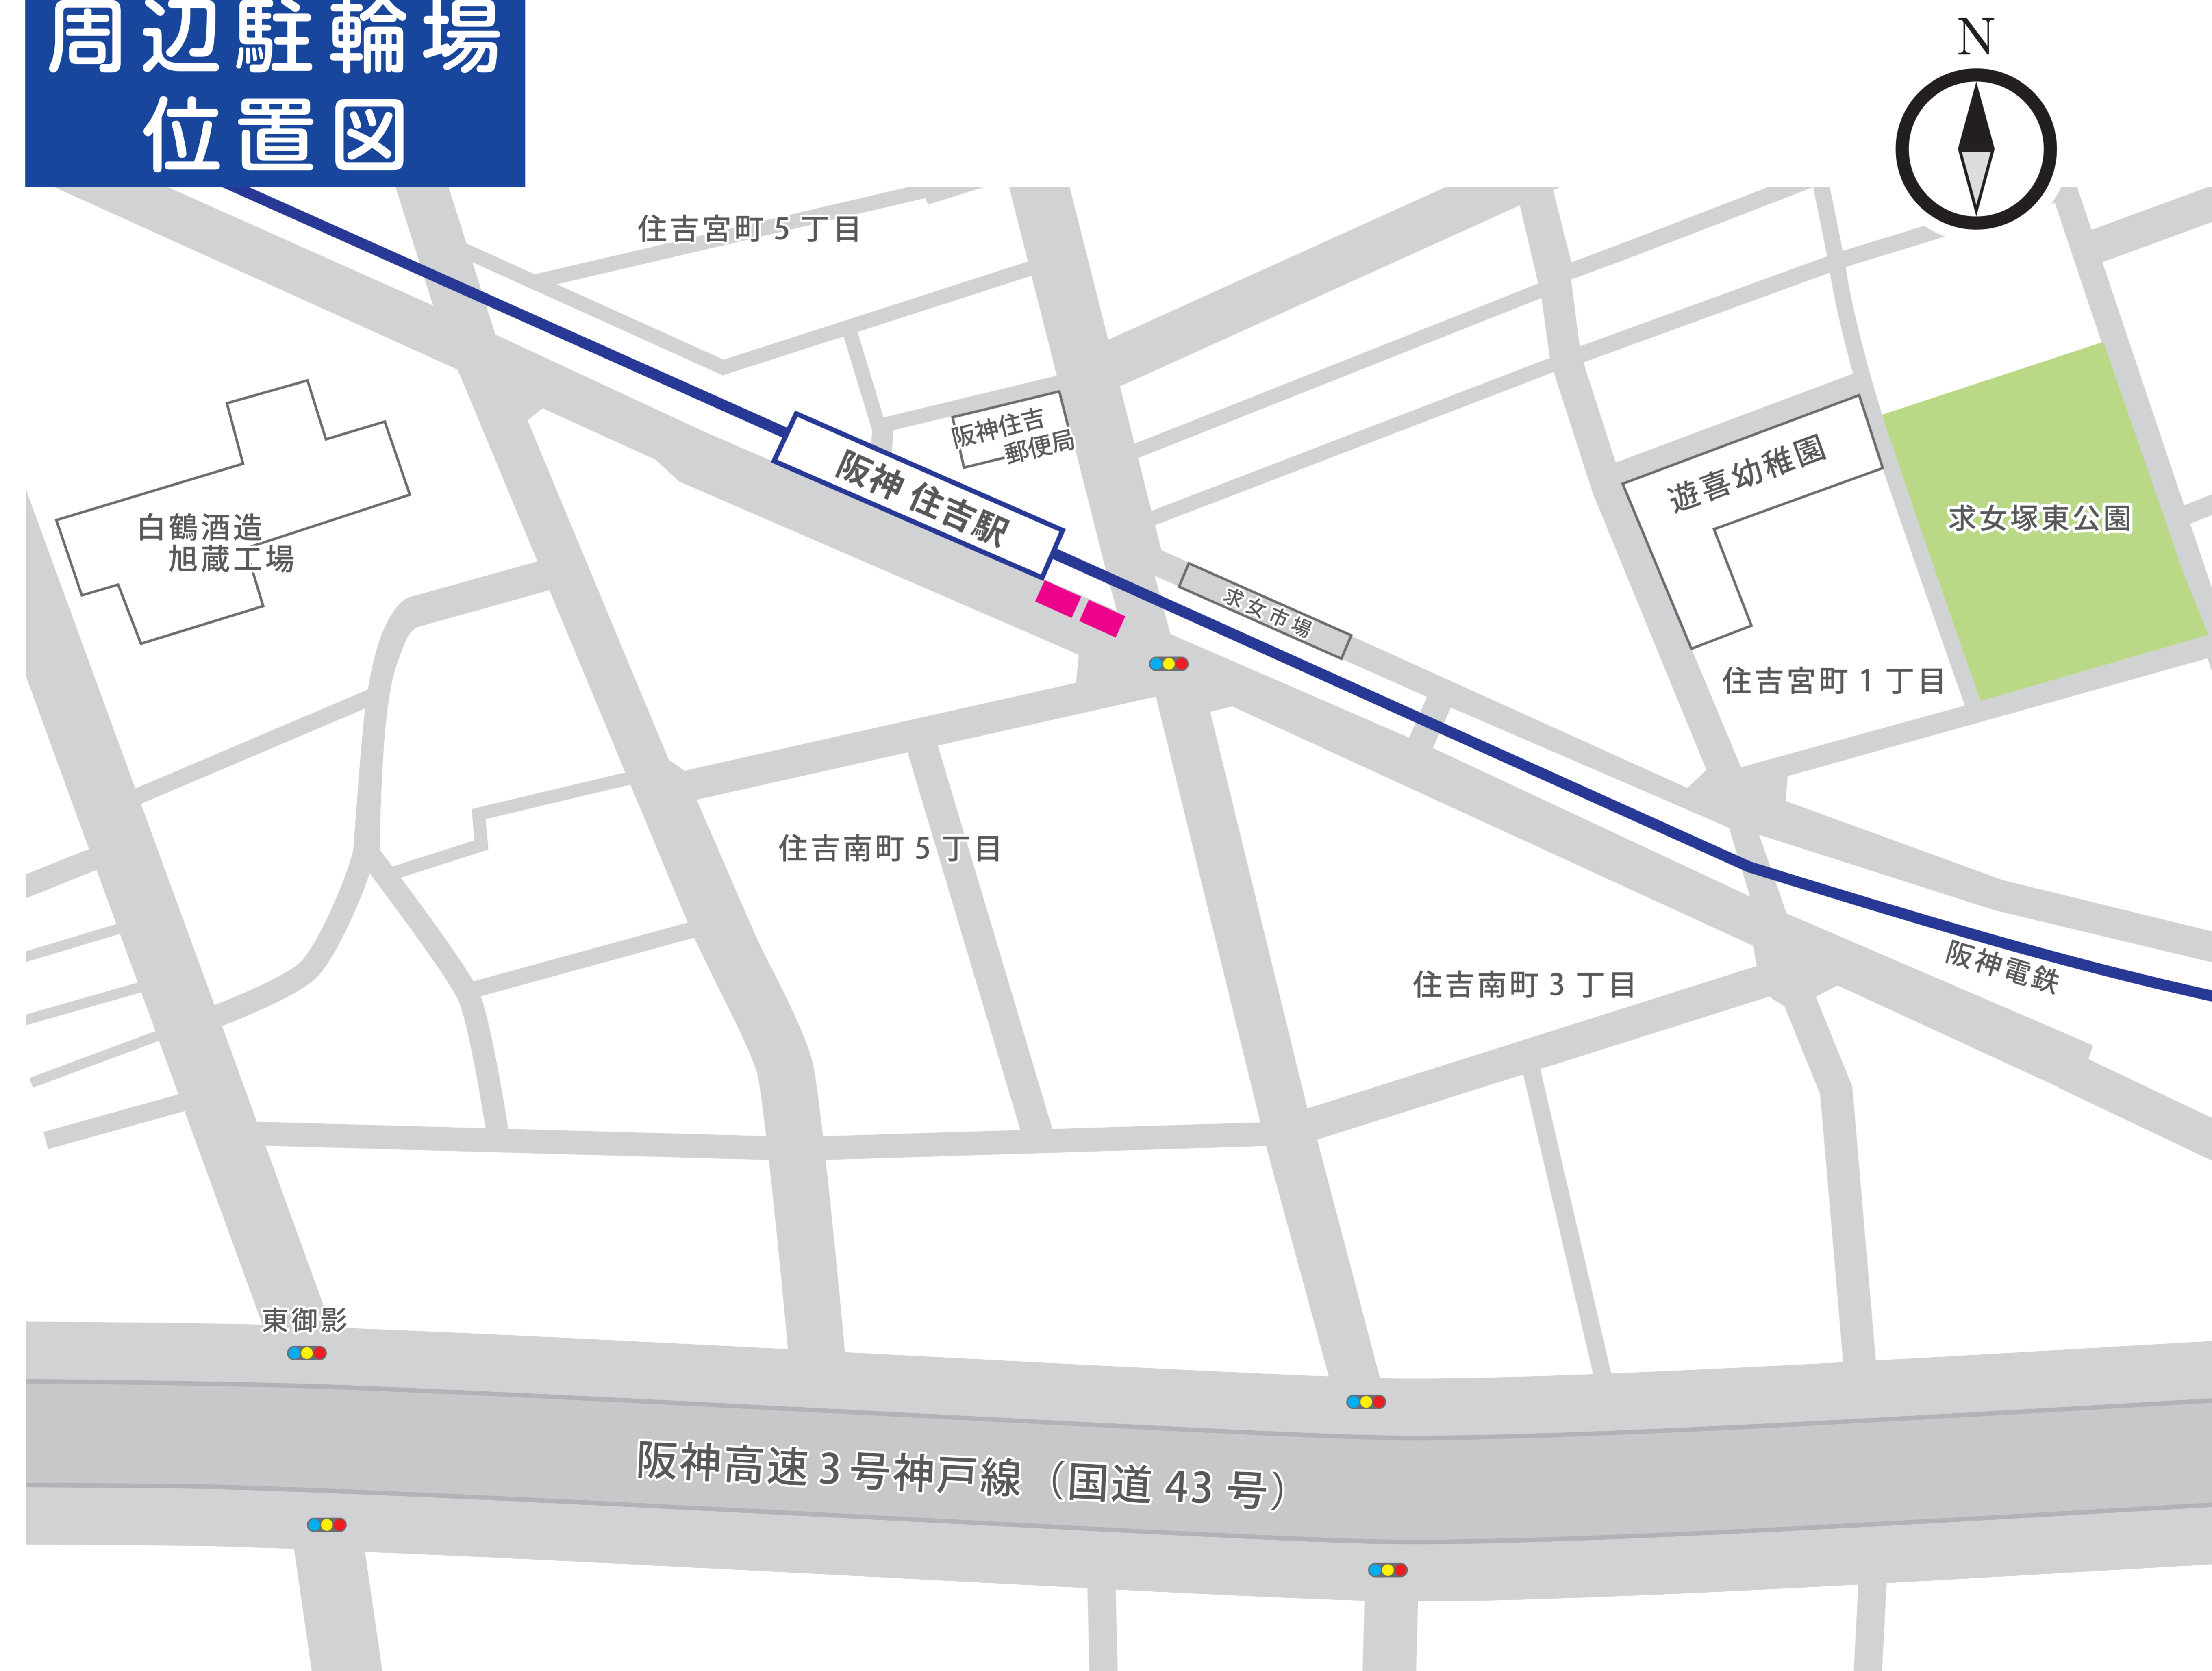 周辺駐輪場
位置図
N
住吉宮町 5 丁目
阪神住吉
郵便局
阪神 住吉駅
遊喜幼稚園
求女塚東公園
白鶴酒造
旭蔵工場
求女市場
住吉宮町 1 丁目
住吉南町 5 丁目
住吉南町 3 丁目
阪神電鉄
東御影
阪神高速 3 号神戸線（国道 43 号）